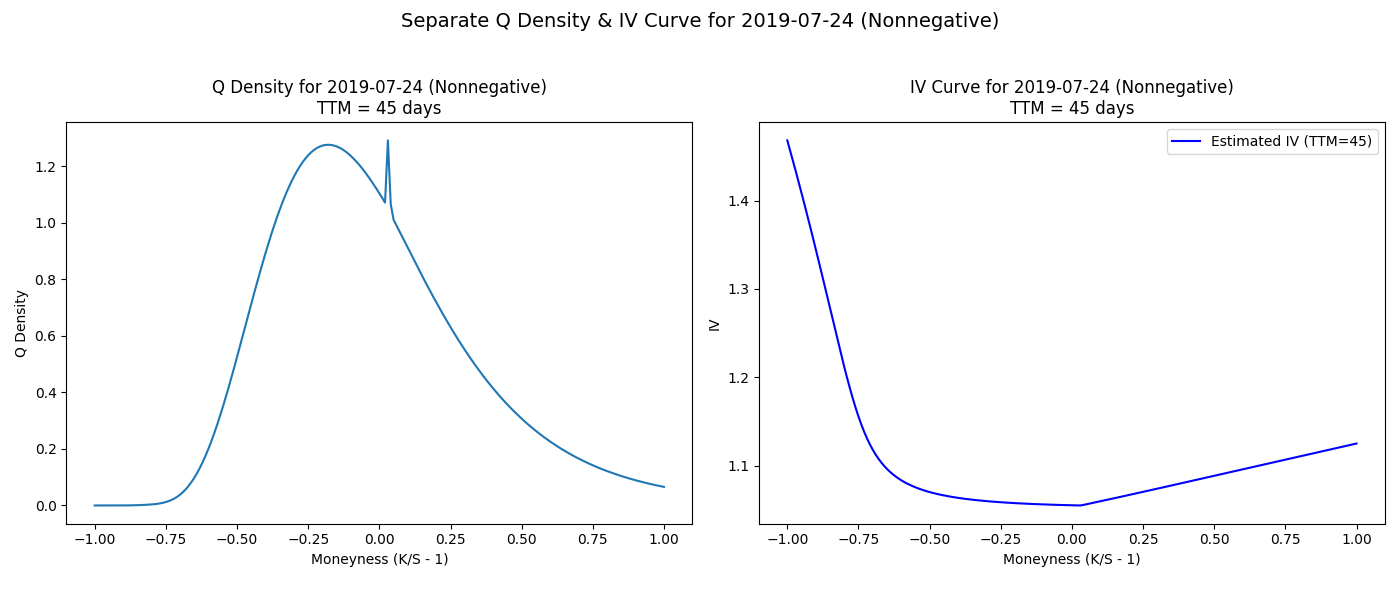 Separate Q Density & IV Curve for 2019-07-24 (Nonnegative)
Q Density for 2019-07-24 (Nonnegative)
TTM = 45 days
1.2
1.0
0.8
0.6
0.4
0.2
0.0
Q Density
−1.00 −0.75 −0.50 −0.25 0.00 0.25 0.50 0.75 1.00
Moneyness (K/S - 1)
IV Curve for 2019-07-24 (Nonnegative)
TTM = 45 days
Estimated IV (TTM=45)
1.4
1.3
1.2
1.1
IV
−1.00 −0.75 −0.50 −0.25 0.00 0.25 0.50 0.75 1.00
Moneyness (K/S - 1)